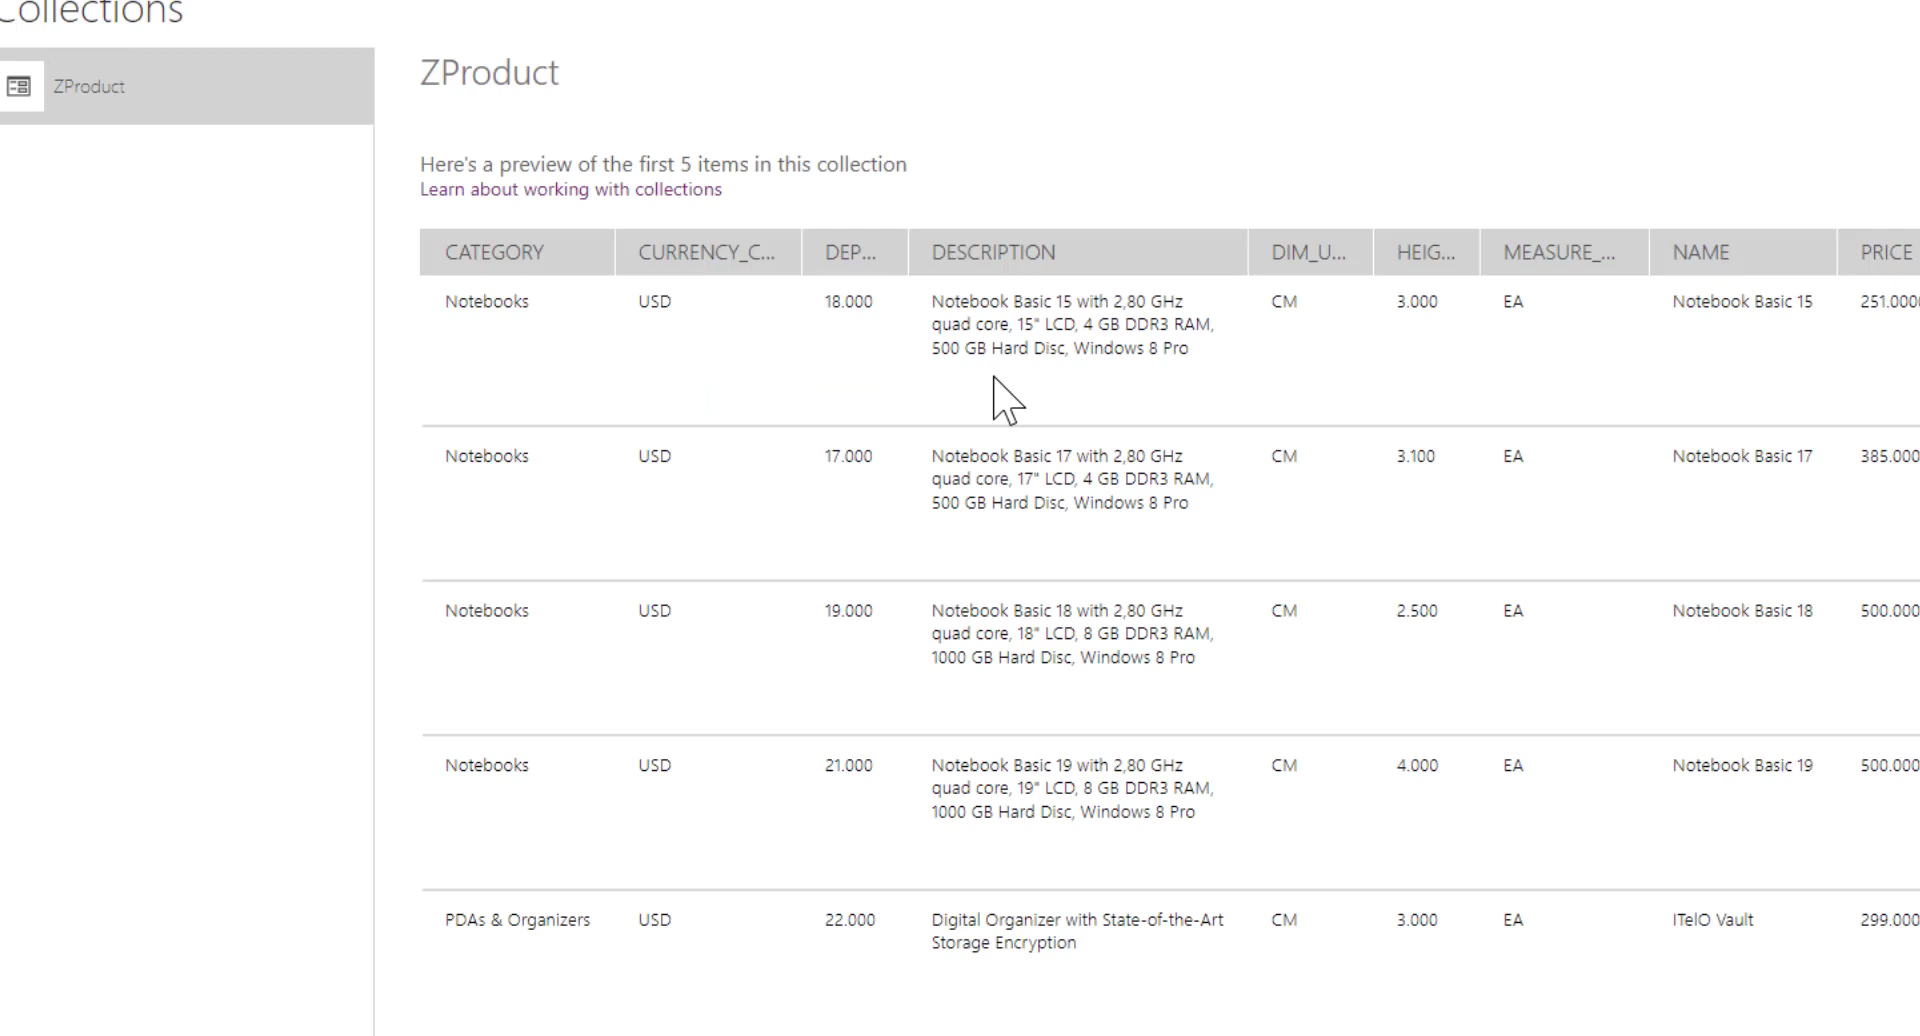 Collections
ZProduct
ZProduct
Here's a preview of the first 5 items in this collection
Learn about working with collections
CATEGORY CURRENCY_C... DEP... DESCRIPTION DIM_U... HEIG... MEASURE_... NAME PRICE
Notebooks USD 18.000 Notebook Basic 15 with 2,80 GHz CM 3.000 EA Notebook Basic 15 251.000
quad core, 15" LCD, 4 GB DDR3 RAM,
500 GB Hard Disc, Windows 8 Pro
Notebooks USD 17.000 Notebook Basic 17 with 2,80 GHz CM 3.100 EA Notebook Basic 17 385.000
quad core, 17" LCD, 4 GB DDR3 RAM,
500 GB Hard Disc, Windows 8 Pro
Notebooks USD 19.000 Notebook Basic 18 with 2,80 GHz CM 2.500 EA Notebook Basic 18 500.000
quad core, 18" LCD, 8 GB DDR3 RAM,
1000 GB Hard Disc, Windows 8 Pro
Notebooks USD 21.000 Notebook Basic 19 with 2,80 GHz CM 4.000 EA Notebook Basic 19 500.000
quad core, 19" LCD, 8 GB DDR3 RAM,
1000 GB Hard Disc, Windows 8 Pro
PDAs & Organizers USD 22.000 Digital Organizer with State-of-the-Art CM 3.000 EA ITelO Vault 299.000
Storage Encryption